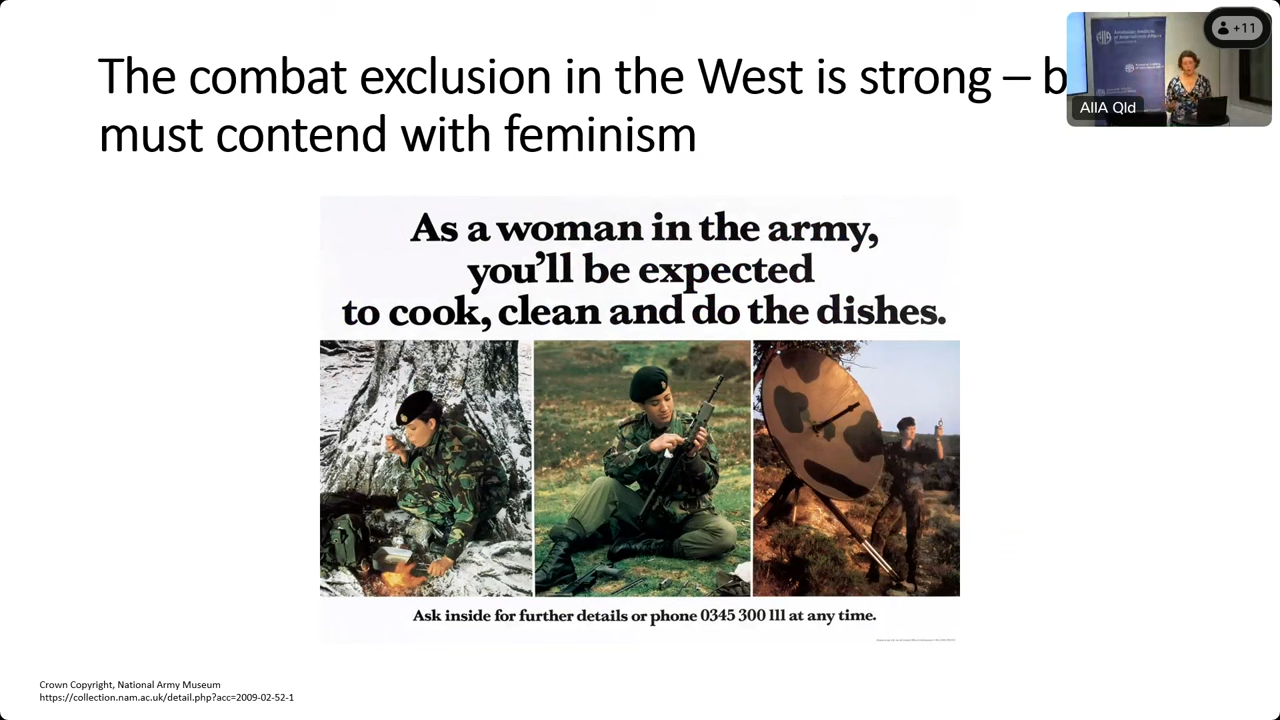 The combat exclusion in the West is strong – b
must contend with feminism
+11
AIIA Qld
As a woman in the army,
you'll be expected
to cook, clean and do the dishes.
Ask inside for further details or phone 0345 300 111 at any time.
Crown Copyright, National Army Museum
https://collection.nam.ac.uk/detail.php?acc=2009-02-52-1